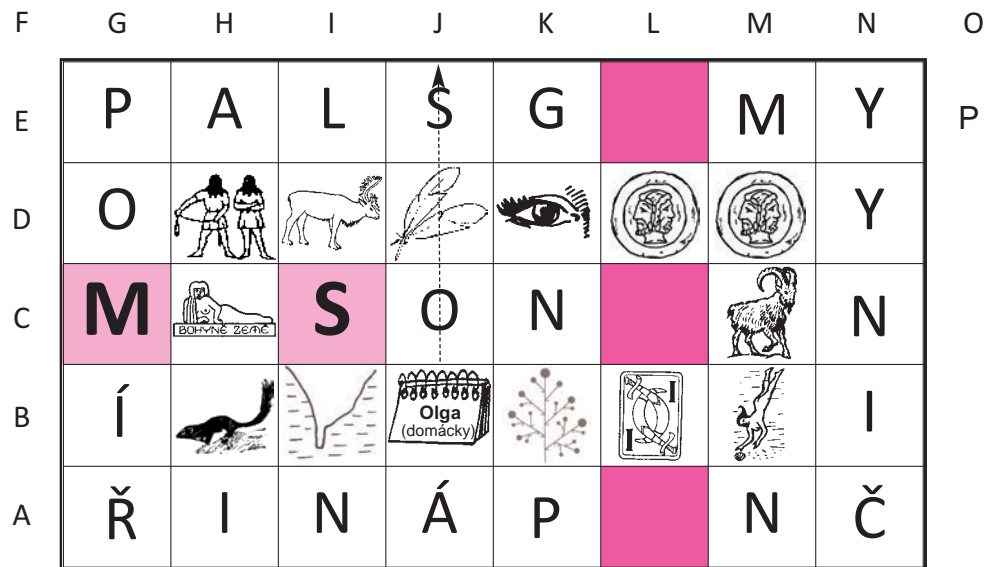 F G H I J K L M N O
E P A L S G M Y P
D O Y
C M BOHYNĚ ZEMĚ S O N N
B Í Olga I I I
(domácky)
A Ř I N Á P N Č